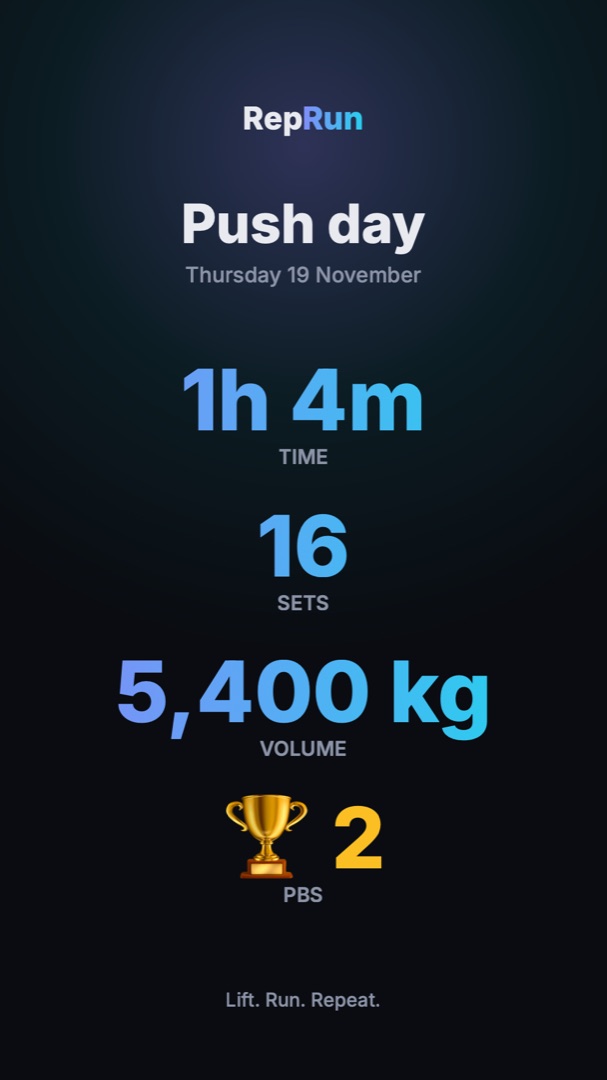 RepRun
Push day
Thursday 19 November
1h 4m
TIME
16
SETS
5,400 kg
VOLUME
🏆 2
PBS
Lift. Run. Repeat.